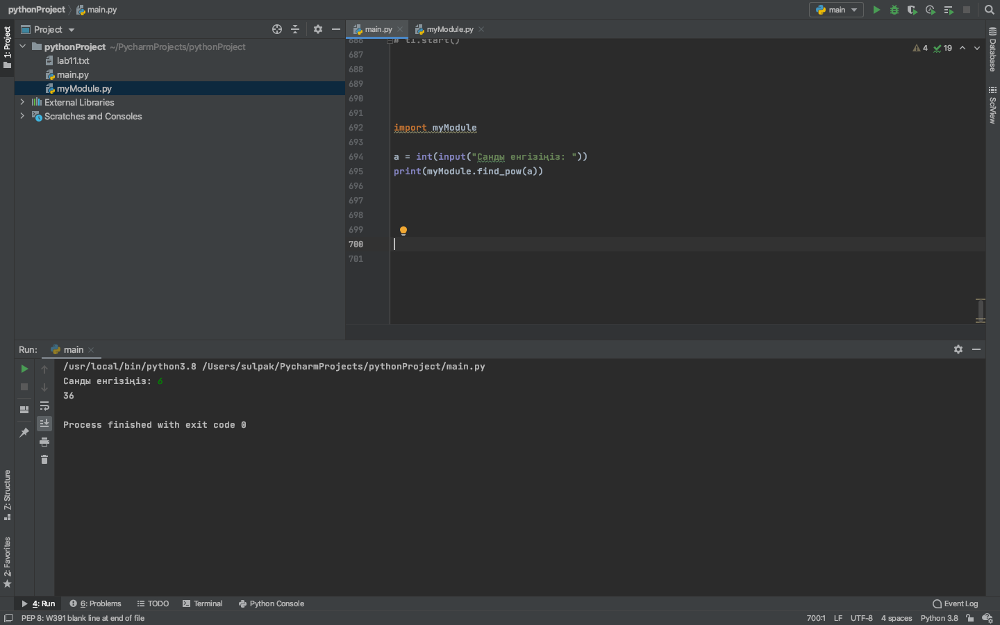 pythonProject main.py
main
Project
main.py
myModule.py
1: Project
pythonProject ~/PycharmProjects/pythonProject
lab11.txt
main.py
myModule.py
External Libraries
Scratches and Consoles
4 19
686 # t1.start()
687
688
689
690
691
692 import myModule
693
694 a = int(input("Санды енгізіңіз: "))
695 print(myModule.find_pow(a))
696
697
698
699
700
701
Database
SciView
Run: main
/usr/local/bin/python3.8 /Users/sulpak/PycharmProjects/pythonProject/main.py
Санды енгізіңіз: 6
36
Process finished with exit code 0
Z: Structure
2: Favorites
4: Run 6: Problems TODO Terminal Python Console Event Log
PEP 8: W391 blank line at end of file 700:1 LF UTF-8 4 spaces Python 3.8